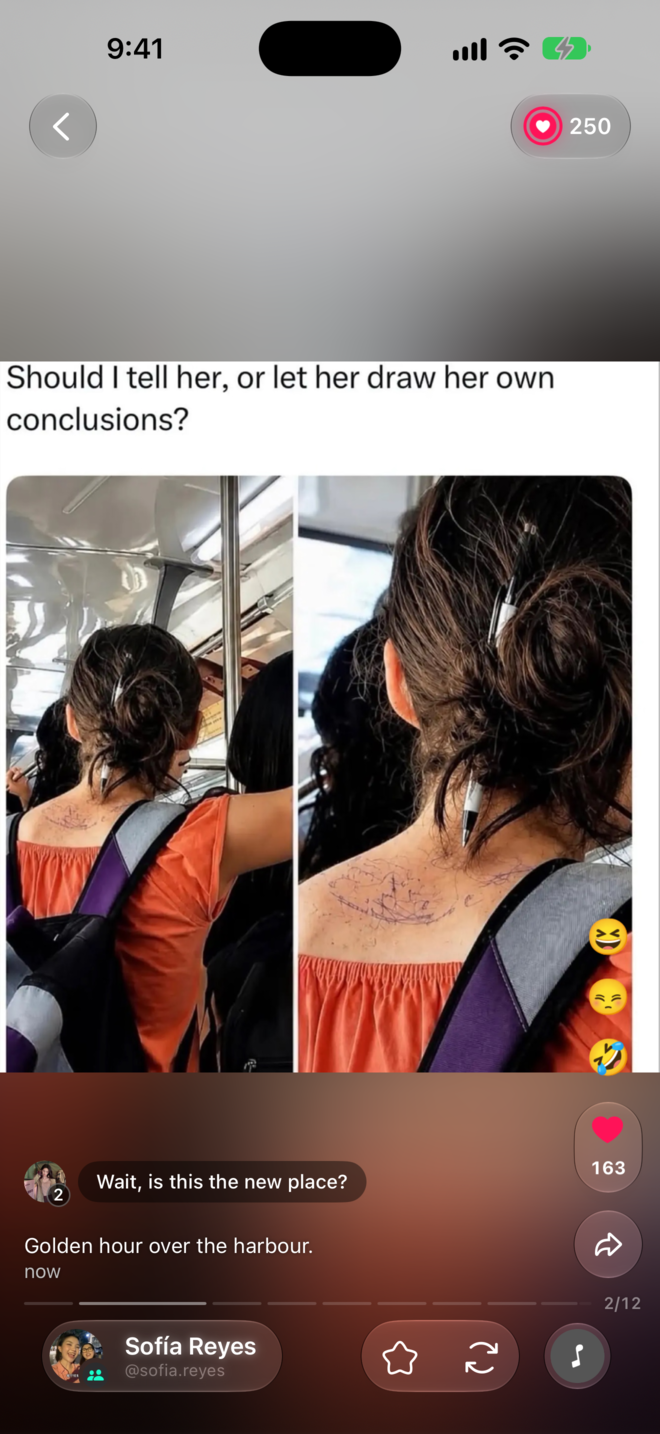 9:41
250
Should I tell her, or let her draw her own
conclusions?
2
Wait, is this the new place?
163
Golden hour over the harbour.
now
2/12
Sofía Reyes
@sofia.reyes